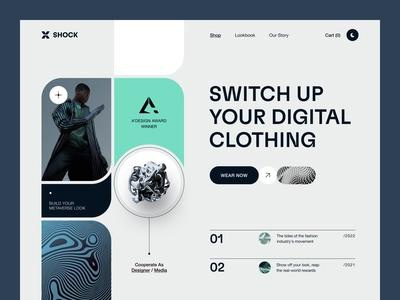 SHOCK
Shop
Lookbook
Our Story
Cart (0)
A'DESIGN AWARD
WINNER
SWITCH UP
YOUR DIGITAL
CLOTHING
WEAR NOW
BUILD YOUR
METAVERSE LOOK
Cooperate As
Designer / Media
01
The tides of the fashion
industry's movement
/2022
02
Show off your look, reap
the real-world rewards
/2021